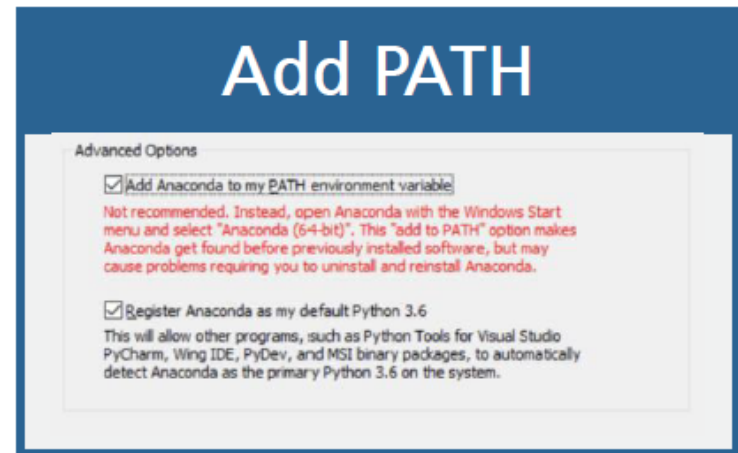 Add PATH
Advanced Options
Add Anaconda to my PATH environment variable
Not recommended. Instead, open Anaconda with the Windows Start
menu and select "Anaconda (64-bit)". This "add to PATH" option makes
Anaconda get found before previously installed software, but may
cause problems requiring you to uninstall and reinstall Anaconda.
Register Anaconda as my default Python 3.6
This will allow other programs, such as Python Tools for Visual Studio
PyCharm, Wing IDE, PyDev, and MSI binary packages, to automatically
detect Anaconda as the primary Python 3.6 on the system.